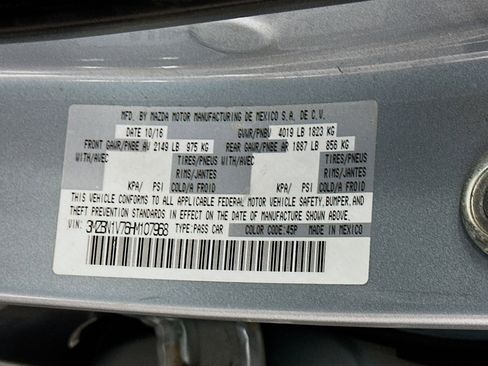 MFD. BY MAZDA MOTOR MANUFACTURING DE MEXICO S.A. DE C.V.
DATE 10/16 GVWR/PNBV 4019 LB 1823 KG
FRONT GAWR/PNBE AV 2149 LB 975 KG REAR GAWR/PNBE AR 1887 LB 856 KG
WITH/AVEC TIRES/PNEUS WITH/AVEC TIRES/PNEUS
RIMS/JANTES RIMS/JANTES
KPA/ PSI COLD/A FROID KPA/ PSI COLD/A FROID
THIS VEHICLE CONFORMS TO ALL APPLICABLE FEDERAL MOTOR VEHICLE SAFETY, BUMPER, AND
THEFT PREVENTION STANDARDS IN EFFECT ON THE DATE OF MANUFACTURE SHOWN ABOVE.
VIN: 3MZBN1V76HM107968 TYPE:PASS CAR COLOR CODE:45P MADE IN MEXICO